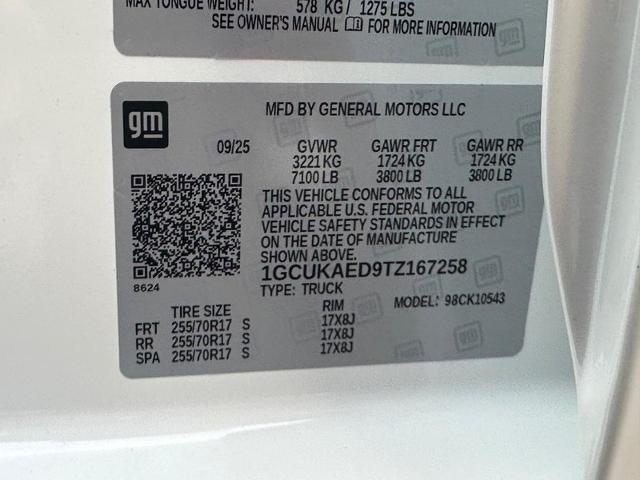 MAX TONGUE WEIGHT: 578 KG / 1275 LBS
SEE OWNER'S MANUAL FOR MORE INFORMATION
gm
MFD BY GENERAL MOTORS LLC
09/25 GVWR GAWR FRT GAWR RR
3221 KG 1724 KG 1724 KG
7100 LB 3800 LB 3800 LB
THIS VEHICLE CONFORMS TO ALL
APPLICABLE U.S. FEDERAL MOTOR
VEHICLE SAFETY STANDARDS IN EFFECT
ON THE DATE OF MANUFACTURE
SHOWN ABOVE.
1GCUKAED9TZ167258
8624
TYPE: TRUCK MODEL: 98CK10543
TIRE SIZE RIM
FRT 255/70R17 S 17X8J
RR 255/70R17 S 17X8J
SPA 255/70R17 S 17X8J